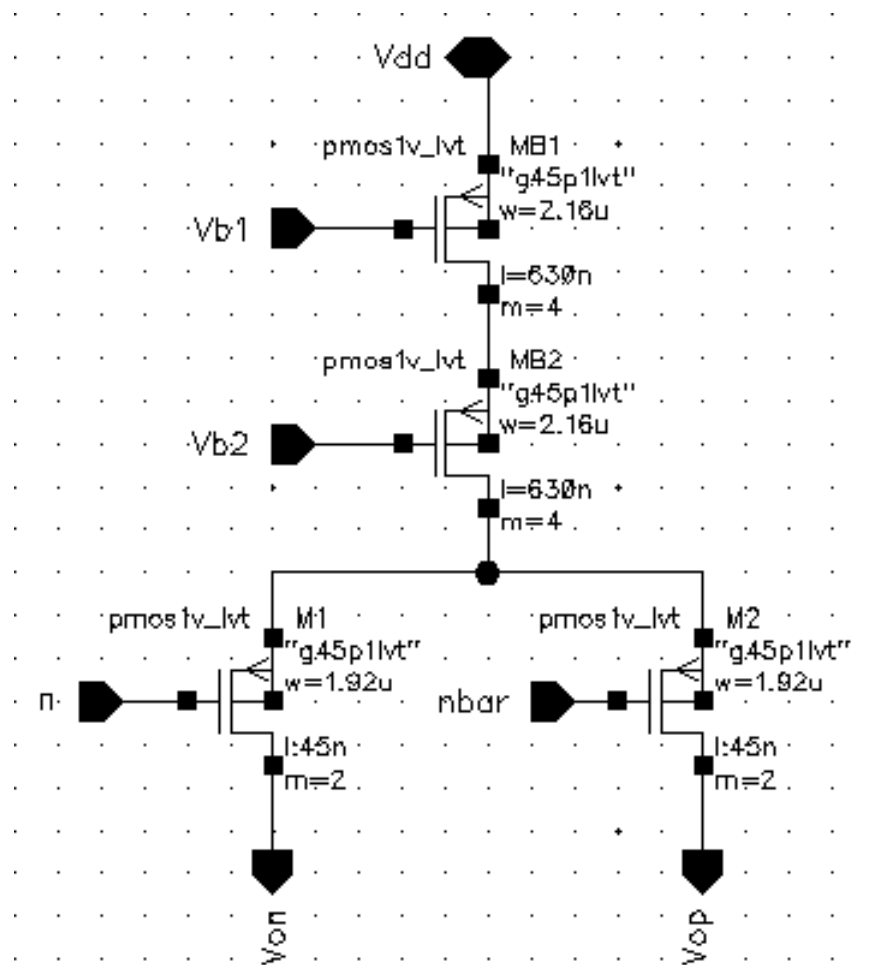 Vdd
pmos1v_lvt MB1
"g45p1lvt"
w=2.16u
Vb1
l=630n
m=4
pmos1v_lvt MB2
"g45p1lvt"
w=2.16u
Vb2
l=630n
m=4
pmos1v_lvt M1
"g45p1lvt"
w=1.92u
n
l:45n
m=2
pmos1v_lvt M2
"g45p1lvt"
w=1.92u
nbar
l:45n
m=2
Von
Vop